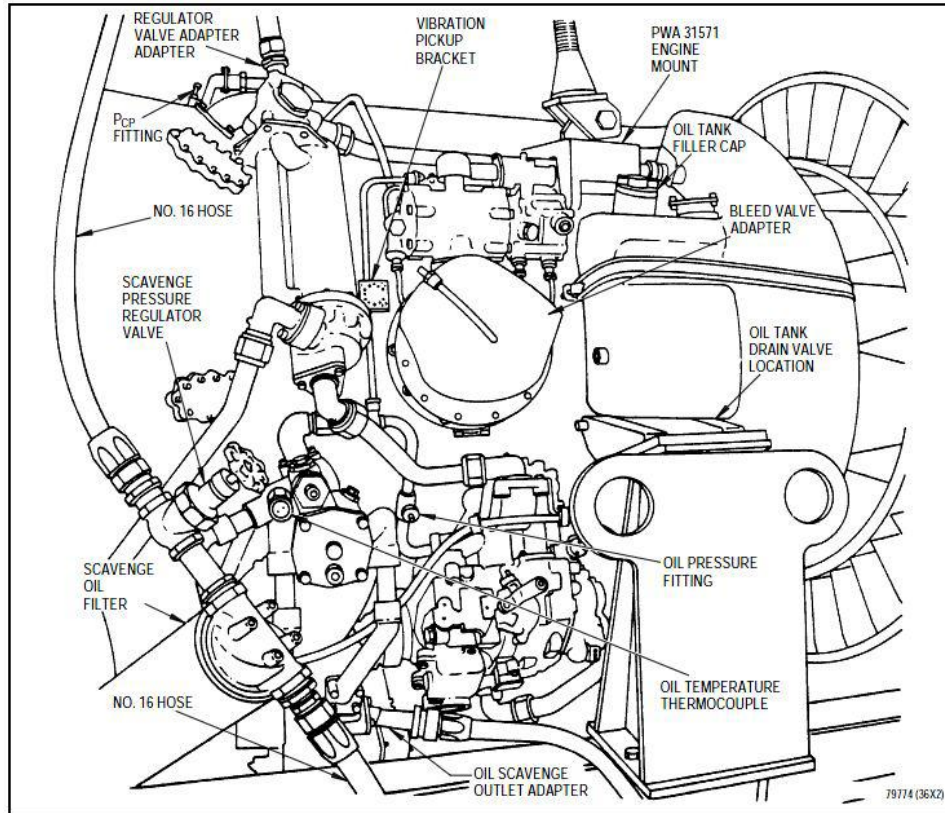 REGULATOR
VALVE ADAPTER
ADAPTER
VIBRATION
PICKUP
BRACKET
PWA 31571
ENGINE
MOUNT
PCP
FITTING
OIL TANK
FILLER CAP
NO. 16 HOSE
BLEED VALVE
ADAPTER
SCAVENGE
PRESSURE
REGULATOR
VALVE
OIL TANK
DRAIN VALVE
LOCATION
SCAVENGE
OIL
FILTER
OIL PRESSURE
FITTING
OIL TEMPERATURE
THERMOCOUPLE
NO. 16 HOSE
OIL SCAVENGE
OUTLET ADAPTER
79774 (36X2)